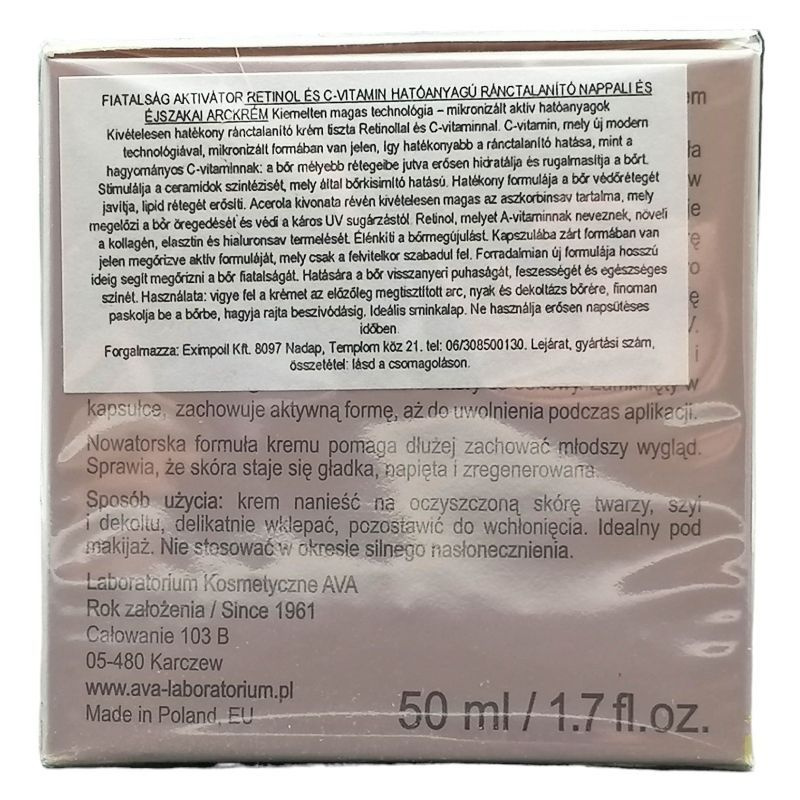 FIATALSÁG AKTIVÁTOR RETINOL ÉS C-VITAMIN HATÓANYAGÚ RÁNCTALANÍTÓ NAPPALI ÉS
ÉJSZAKAI ARCKRÉM Kiemelten magas technológia – mikronizált aktív hatóanyagok
Kivételesen hatékony ránctalanító krém tiszta Retinollal és C-vitaminnal. C-vitamin, mely új modern
technológiával, mikronizált formában van jelen, Így hatékonyabb a ránctalanító hatása, mint a
hagyományos C-vitaminnak: a bőr mélyebb rétegeibe jutva erősen hidratálja és rugalmasítja a bőrt.
Stimulálja a ceramidok szintézisét, mely által bőrkisimító hatású. Hatékony formulája a bőr védőrétegét
javítja, lipid rétegét erősíti. Acerola kivonata révén kivételesen magas az aszkorbinsav tartalma, mely
megelőzi a bőr öregedését és védi a káros UV sugárzástól. Retinol, melyet A-vitaminnak neveznek, növeli
a kollagén, elasztin és hialuronsav termelését. Élénkíti a bőrmegújulást. Kapszulába zárt formában van
jelen megőrizve aktív formuláját, mely csak a felvitelkor szabadul fel. Forradalmian új formulája hosszú
ideig segít megőrizni a bőr fiatalságát. Hatására a bőr visszanyeri puhaságát, feszességét és egészséges
színét. Használata: vigye fel a krémet az előzőleg megtisztított arc, nyak és dekoltázs bőrére, finoman
paskolja be a bőrbe, hagyja rajta beszívódásig, Ideális sminkalap. Ne használja erősen napsütéses
időben.
Forgalmazza: Eximpoll Kft. 8097 Nadap, Templom köz 21. tel: 06/308500130. Lejárat, gyártási szám,
összetétel: lásd a csomagoláson.
kapsułce, zachowuje aktywną formę, aż do uwolnienia podczas aplikacji.
Nowatorska formuła kremu pomaga dłużej zachować młodszy wygląd.
Sprawia, że skóra staje się gładka, napięta i zregenerowana.
Sposób użycia: krem nanieść na oczyszczoną skórę twarzy, szyi
i dekoltu, delikatnie wklepać, pozostawić do wchłonięcia. Idealny pod
makijaż. Nie stosować w okresie silnego nasłonecznienia.
Laboratorium Kosmetyczne AVA
Rok założenia / Since 1961
Całowanie 103 B
05-480 Karczew
www.ava-laboratorium.pl
Made in Poland, EU
50 ml / 1.7 fl.oz.